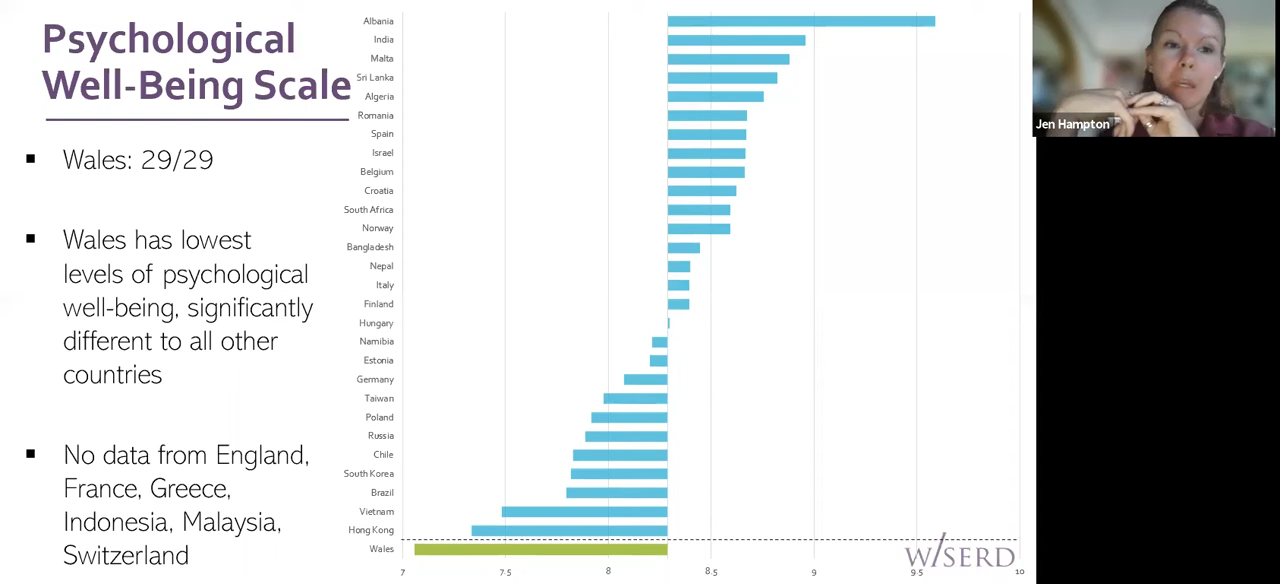 Psychological
Well-Being Scale
▪ Wales: 29/29
▪ Wales has lowest
levels of psychological
well-being, significantly
different to all other
countries
▪ No data from England,
France, Greece,
Indonesia, Malaysia,
Switzerland
Albania
India
Malta
Sri Lanka
Algeria
Romania
Spain
Israel
Belgium
Croatia
South Africa
Norway
Bangladesh
Nepal
Italy
Finland
Hungary
Namibia
Estonia
Germany
Taiwan
Poland
Russia
Chile
South Korea
Brazil
Vietnam
Hong Kong
Wales
7 7.5 8 8.5 9 9.5 10
W/SERD
Jen Hampton